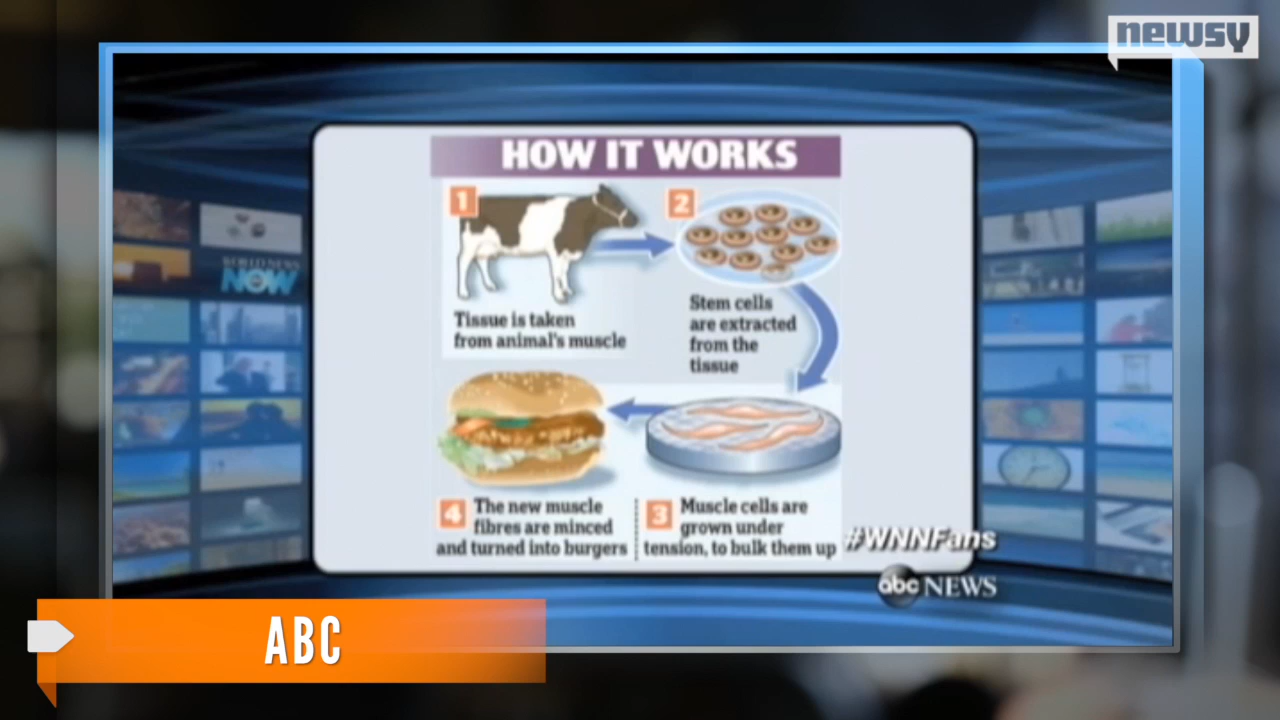 newsy
HOW IT WORKS
1
Tissue is taken
from animal's muscle
2
Stem cells
are extracted
from the
tissue
3
Muscle cells are
grown under
tension, to bulk them up
4
The new muscle
fibres are minced
and turned into burgers
NOW
#WNNFans
abc NEWS
ABC